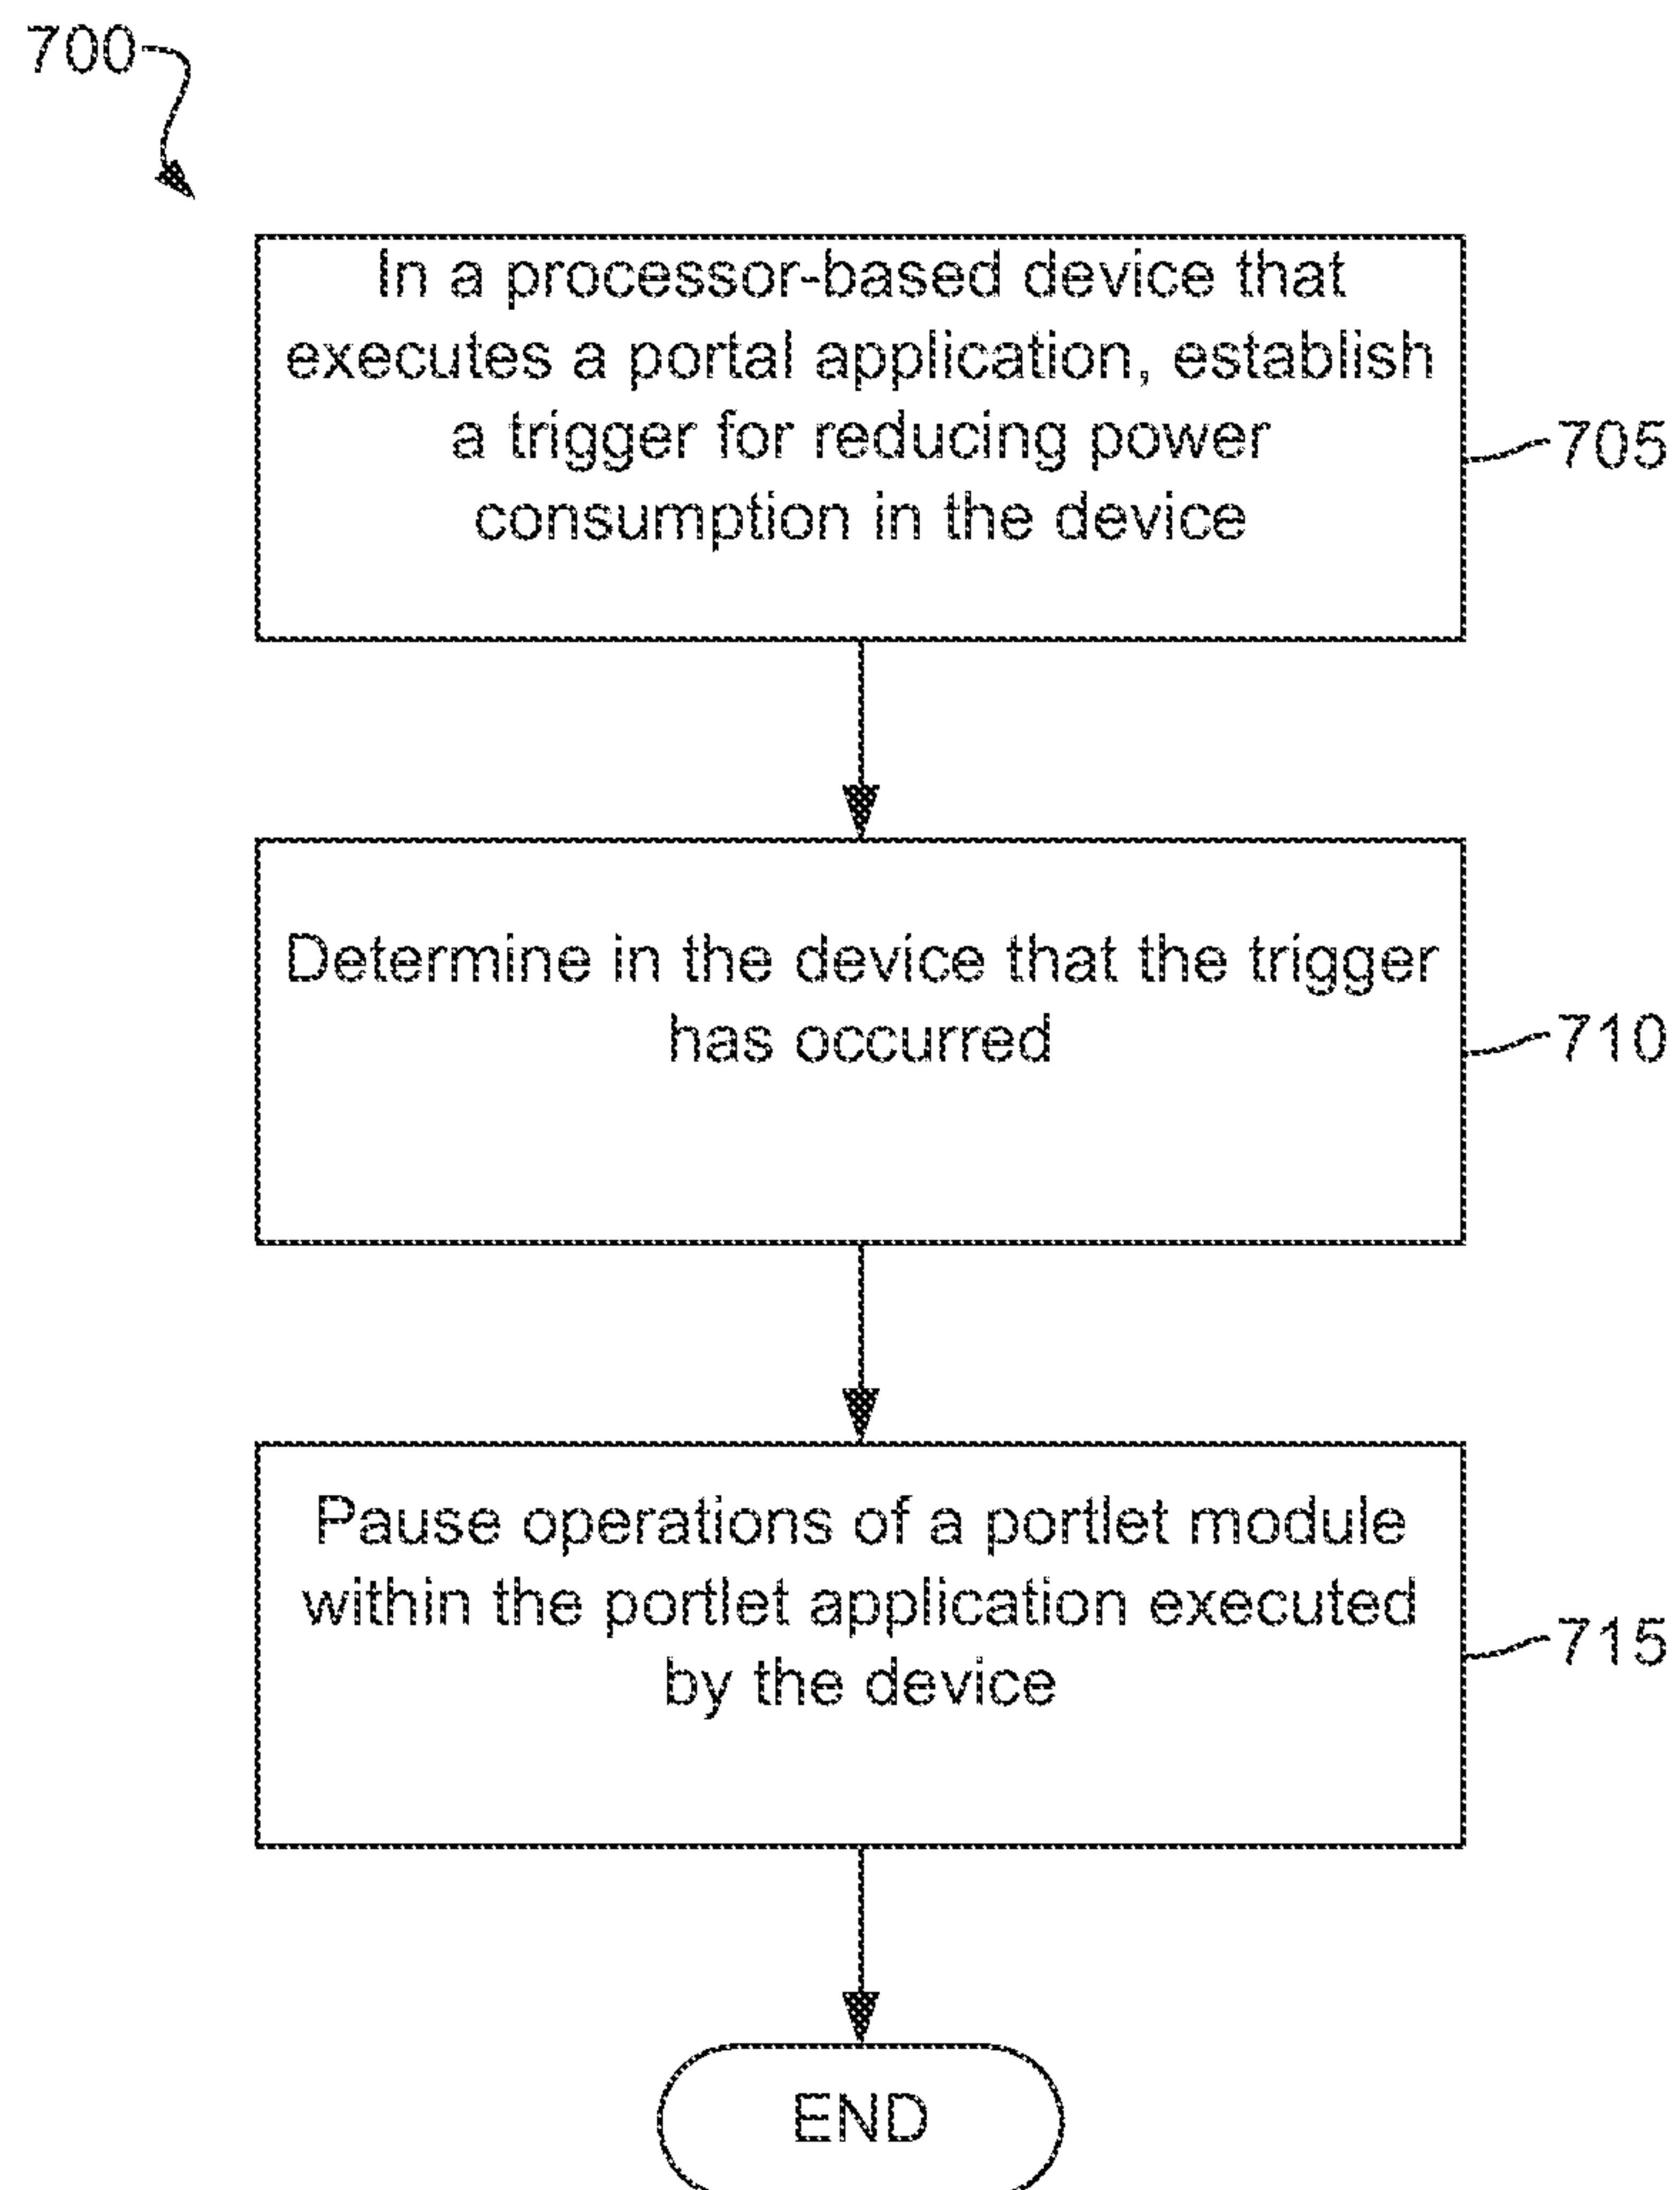 700
In a processor-based device that
executes a portal application, establish
a trigger for reducing power
consumption in the device
705
Determine in the device that the trigger
has occurred
710
Pause operations of a portlet module
within the portlet application executed
by the device
715
END